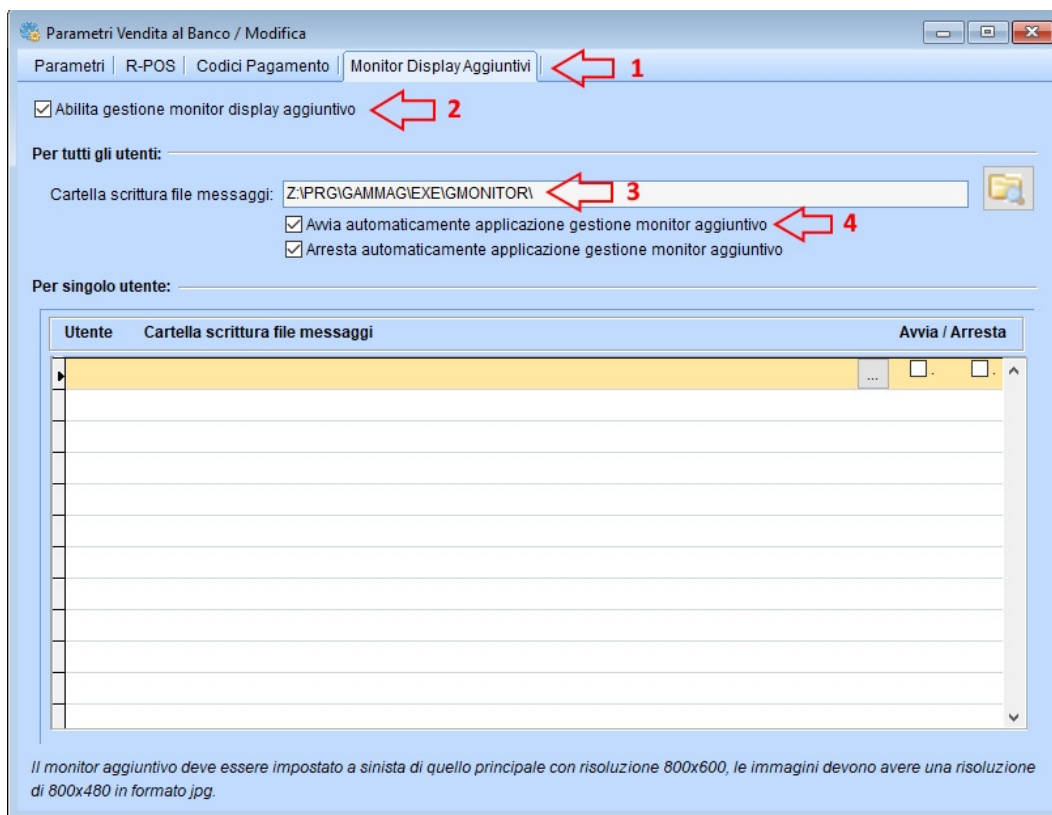 Parametri Vendita al Banco / Modifica
Parametri R-POS Codici Pagamento Monitor Display Aggiuntivi 1
Abilita gestione monitor display aggiuntivo 2
Per tutti gli utenti:
Cartella scrittura file messaggi: Z:\PRG\GAMMAG\EXE\GMONITOR\ 3
Avvia automaticamente applicazione gestione monitor aggiuntivo 4
Arresta automaticamente applicazione gestione monitor aggiuntivo
Per singolo utente:
Utente Cartella scrittura file messaggi Avvia / Arresta
... . .
Il monitor aggiuntivo deve essere impostato a sinista di quello principale con risoluzione 800x600, le immagini devono avere una risoluzione
di 800x480 in formato jpg.